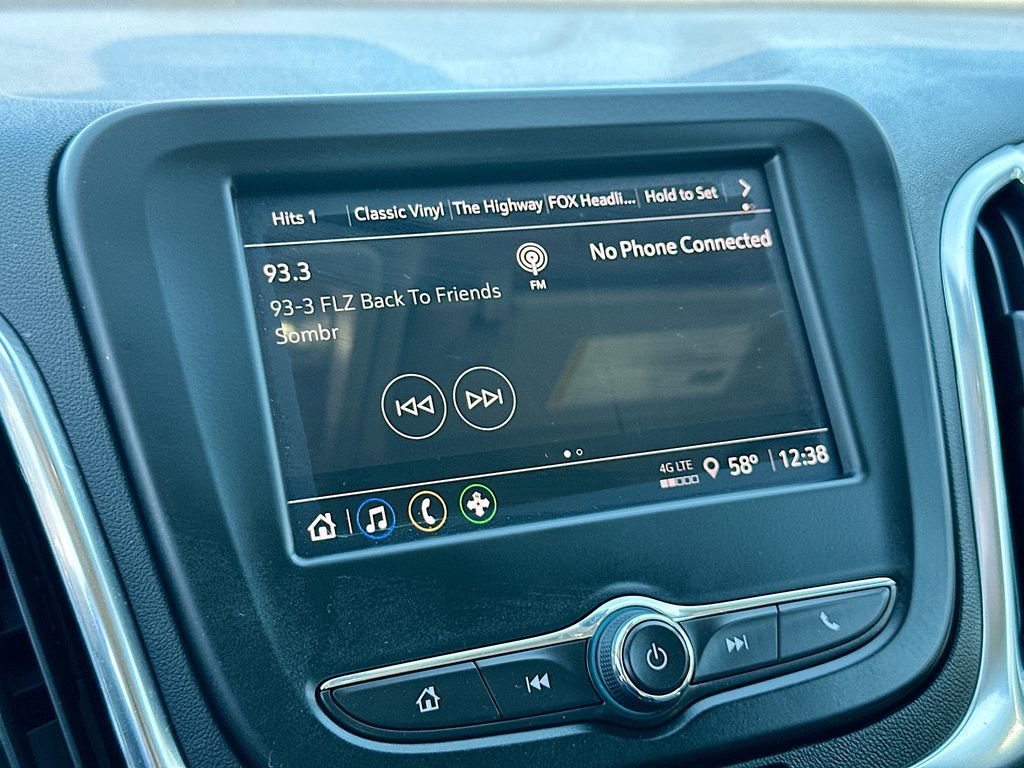 Hits 1 Classic Vinyl The Highway FOX Headli... Hold to Set
93.3 FM No Phone Connected
93-3 FLZ Back To Friends
Sombr
4G LTE 58° 12:38